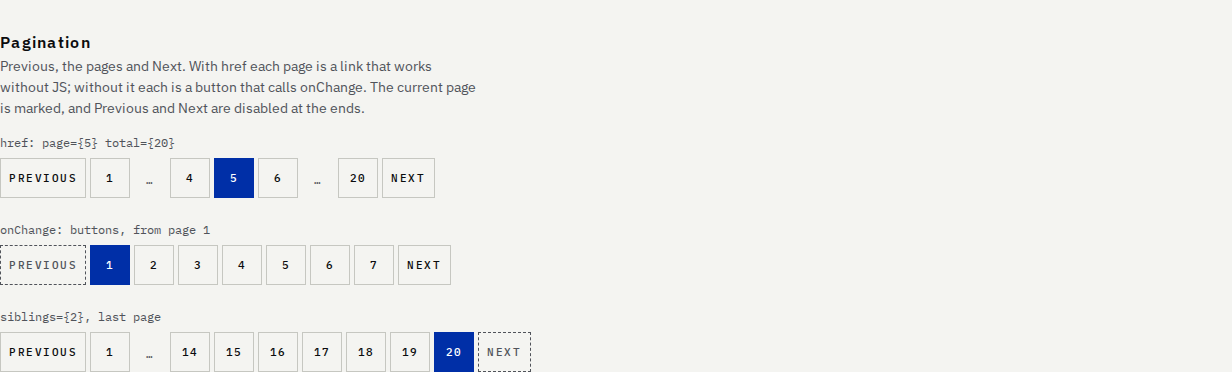 Pagination
Previous, the pages and Next. With href each page is a link that works
without JS; without it each is a button that calls onChange. The current page
is marked, and Previous and Next are disabled at the ends.
href: page={5} total={20}
PREVIOUS 1 … 4 5 6 … 20 NEXT
onChange: buttons, from page 1
PREVIOUS 1 2 3 4 5 6 7 NEXT
siblings={2}, last page
PREVIOUS 1 … 14 15 16 17 18 19 20 NEXT